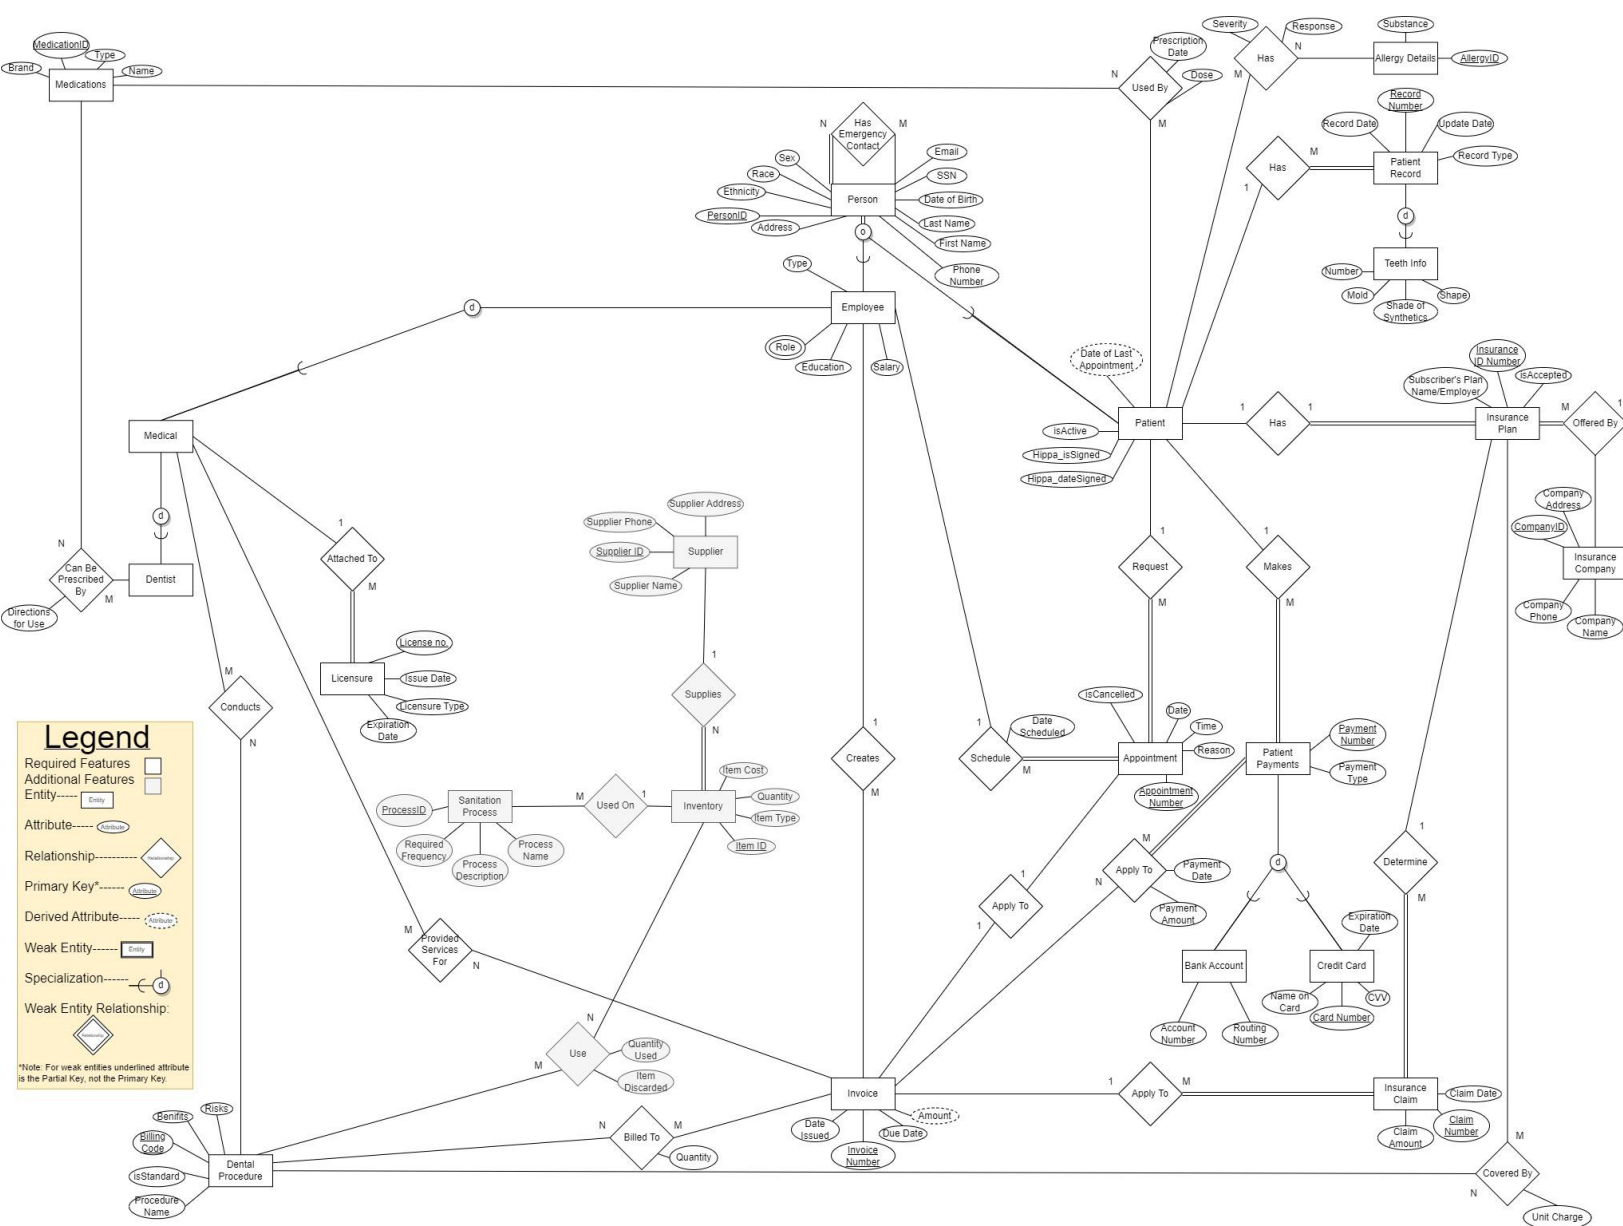 MedicationID
Type
Brand
Name
Medications
N
Prescription
Date
Dose
Used By
M
Severity
Response
Has
N
M
Substance
Allergy Details
AllergyID
Record
Number
Record Date
Update Date
Record Type
Patient
Record
Has
M
1
d
Teeth Info
Number
Mold
Shade of
Synthetics
Shape
N
Has
Emergency
Contact
M
Sex
Race
Ethnicity
PersonID
Address
Person
Email
SSN
Date of Birth
Last Name
First Name
Phone
Number
o
Type
Employee
Role
Education
Salary
d
Date of Last
Appointment
Patient
isActive
Hippa_isSigned
Hippa_dateSigned
1
Has
1
Insurance
ID Number
Subscriber's Plan
Name/Employer
isAccepted
Insurance
Plan
M
Offered By
1
Company
Address
CompanyID
Insurance
Company
Company
Phone
Company
Name
Medical
d
Dentist
N
Can Be
Prescribed
By
M
Directions
for Use
1
Attached To
M
Licensure
License no.
Issue Date
Licensure Type
Expiration
Date
M
Conducts
N
Supplier Address
Supplier Phone
Supplier ID
Supplier
Supplier Name
1
Supplies
N
Item Cost
Quantity
Inventory
Item Type
Item ID
1
Used On
M
ProcessID
Sanitation
Process
Required
Frequency
Process
Description
Process
Name
1
Creates
M
1
Date
Scheduled
Schedule
M
1
Request
M
1
Makes
M
isCancelled
Date
Time
Appointment
Reason
Appointment
Number
Patient
Payments
Payment
Number
Payment
Type
M
Apply To
N
Payment
Date
Payment
Amount
1
Apply To
1
d
Bank Account
Account
Number
Routing
Number
Credit Card
Expiration
Date
Name on
Card
Card Number
CVV
1
Determine
M
M
Provided
Services
For
N
N
Use
M
Quantity
Used
Item
Discarded
Invoice
Date
Issued
Invoice
Number
Due Date
Amount
1
Apply To
M
Insurance
Claim
Claim Date
Claim
Number
Claim
Amount
N
Billed To
M
Quantity
Benifits
Risks
Billing
Code
isStandard
Procedure
Name
Dental
Procedure
M
Covered By
N
Unit Charge
Legend
Required Features
Additional Features
Entity-----
Entity
Attribute-----
Attribute
Relationship----------
Relationship
Primary Key*------
Attribute
Derived Attribute-----
Attribute
Weak Entity------
Entity
Specialization------
d
Weak Entity Relationship:
Relationship
*Note: For weak entities underlined attribute
is the Partial Key, not the Primary Key.